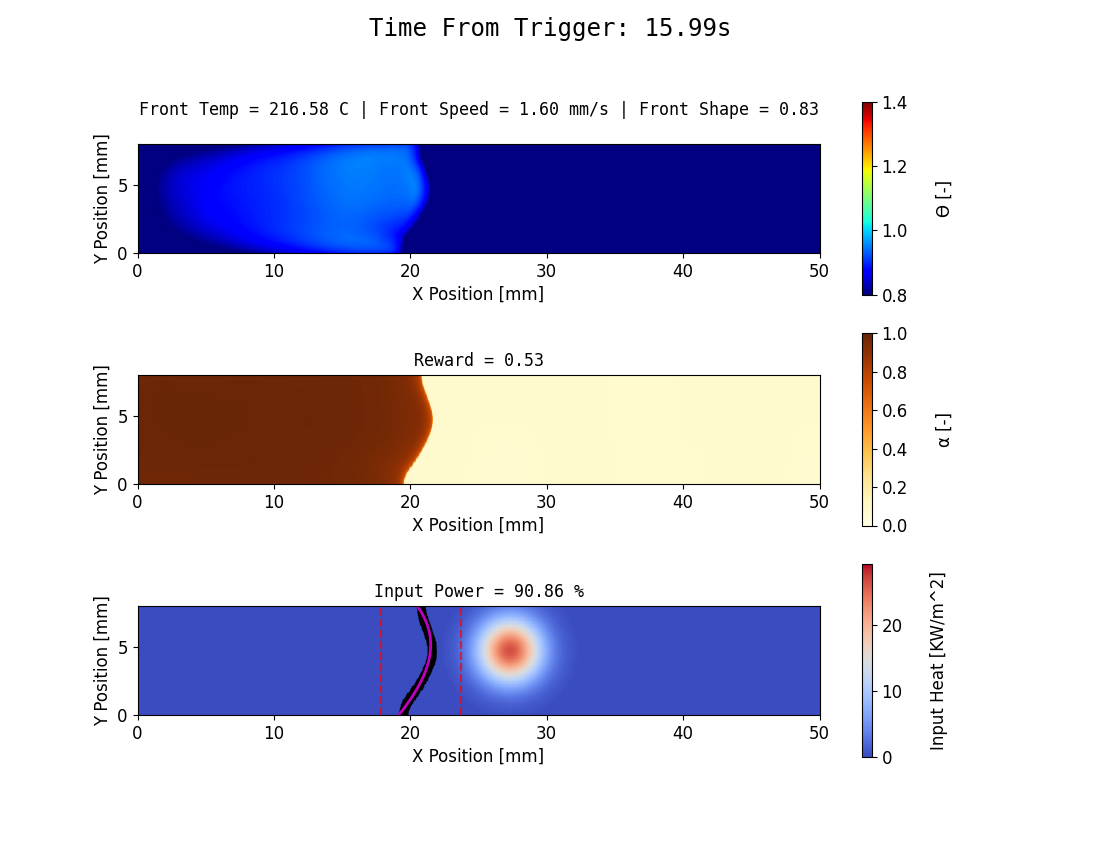 Time From Trigger: 15.99s
Front Temp = 216.58 C | Front Speed = 1.60 mm/s | Front Shape = 0.83
Y Position [mm]
5
0
0 10 20 30 40 50
X Position [mm]
1.4
1.2
1.0
0.8
Θ [-]
Reward = 0.53
Y Position [mm]
5
0
0 10 20 30 40 50
X Position [mm]
1.0
0.8
0.6
0.4
0.2
0.0
α [-]
Input Power = 90.86 %
Y Position [mm]
5
0
0 10 20 30 40 50
X Position [mm]
20
10
0
Input Heat [KW/m^2]